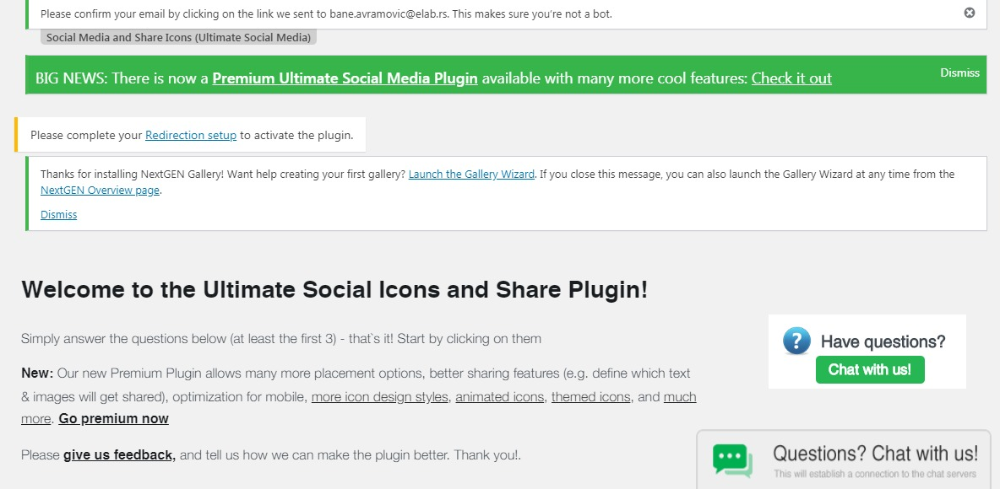 Please confirm your email by clicking on the link we sent to bane.avramovic@elab.rs. This makes sure you're not a bot.
Social Media and Share Icons (Ultimate Social Media)
BIG NEWS: There is now a Premium Ultimate Social Media Plugin available with many more cool features: Check it out
Dismiss
Please complete your Redirection setup to activate the plugin.
Thanks for installing NextGEN Gallery! Want help creating your first gallery? Launch the Gallery Wizard. If you close this message, you can also launch the Gallery Wizard at any time from the
NextGEN Overview page.
Dismiss
Welcome to the Ultimate Social Icons and Share Plugin!
Simply answer the questions below (at least the first 3) - that`s it! Start by clicking on them
New: Our new Premium Plugin allows many more placement options, better sharing features (e.g. define which text
& images will get shared), optimization for mobile, more icon design styles, animated icons, themed icons, and much
more. Go premium now
Please give us feedback, and tell us how we can make the plugin better. Thank you!.
? Have questions?
Chat with us!
Questions? Chat with us!
This will establish a connection to the chat servers